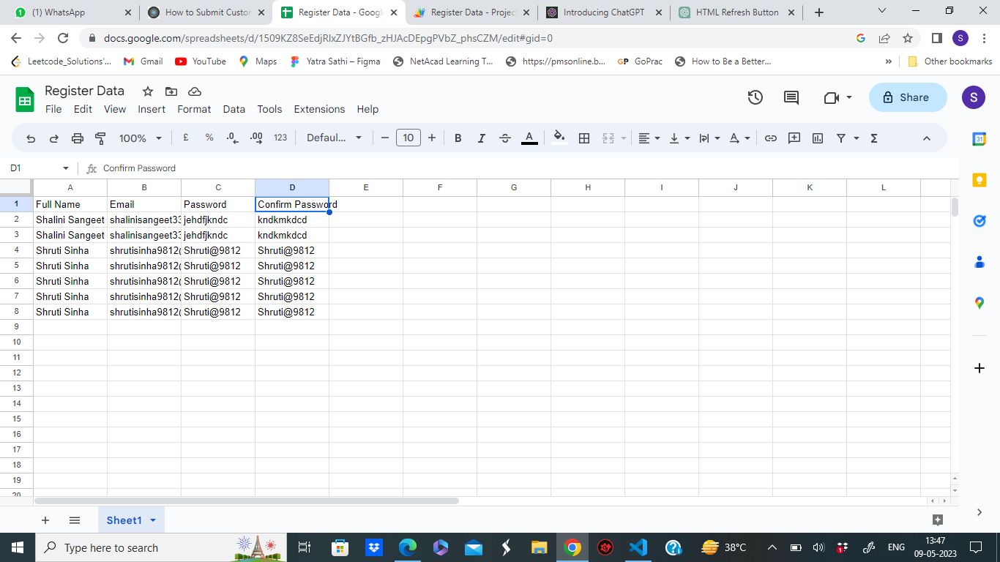 (1) WhatsApp
How to Submit Custon
Register Data - Googl
Register Data - Project
Introducing ChatGPT
HTML Refresh Button
docs.google.com/spreadsheets/d/1509KZ8SeEdjRlxZJYtBGfb_zHJAcDEpgPVbZ_phsCZM/edit#gid=0
S
Leetcode_Solutions'...
Gmail
YouTube
Maps
Yatra Sathi – Figma
NetAcad Learning T...
https://pmsonline.b...
GP GoPrac
How to Be a Better...
»
Other bookmarks
Register Data
File Edit View Insert Format Data Tools Extensions Help
Share
S
100% £ % .0 .00 123 Defaul... − 10 + B I A Σ
31
D1 fx Confirm Password
A B C D E F G H I J K L
1 Full Name Email Password Confirm Password
2 Shalini Sangeet shalinisangeet33 jehdfjkndc kndkmkdcd
3 Shalini Sangeet shalinisangeet33 jehdfjkndc kndkmkdcd
4 Shruti Sinha shrutisinha9812@ Shruti@9812 Shruti@9812
5 Shruti Sinha shrutisinha9812@ Shruti@9812 Shruti@9812
6 Shruti Sinha shrutisinha9812@ Shruti@9812 Shruti@9812
7 Shruti Sinha shrutisinha9812@ Shruti@9812 Shruti@9812
8 Shruti Sinha shrutisinha9812@ Shruti@9812 Shruti@9812
9
10
11
12
13
14
15
16
17
18
19
20
Sheet1
Type here to search
38°C
ENG
13:47
09-05-2023